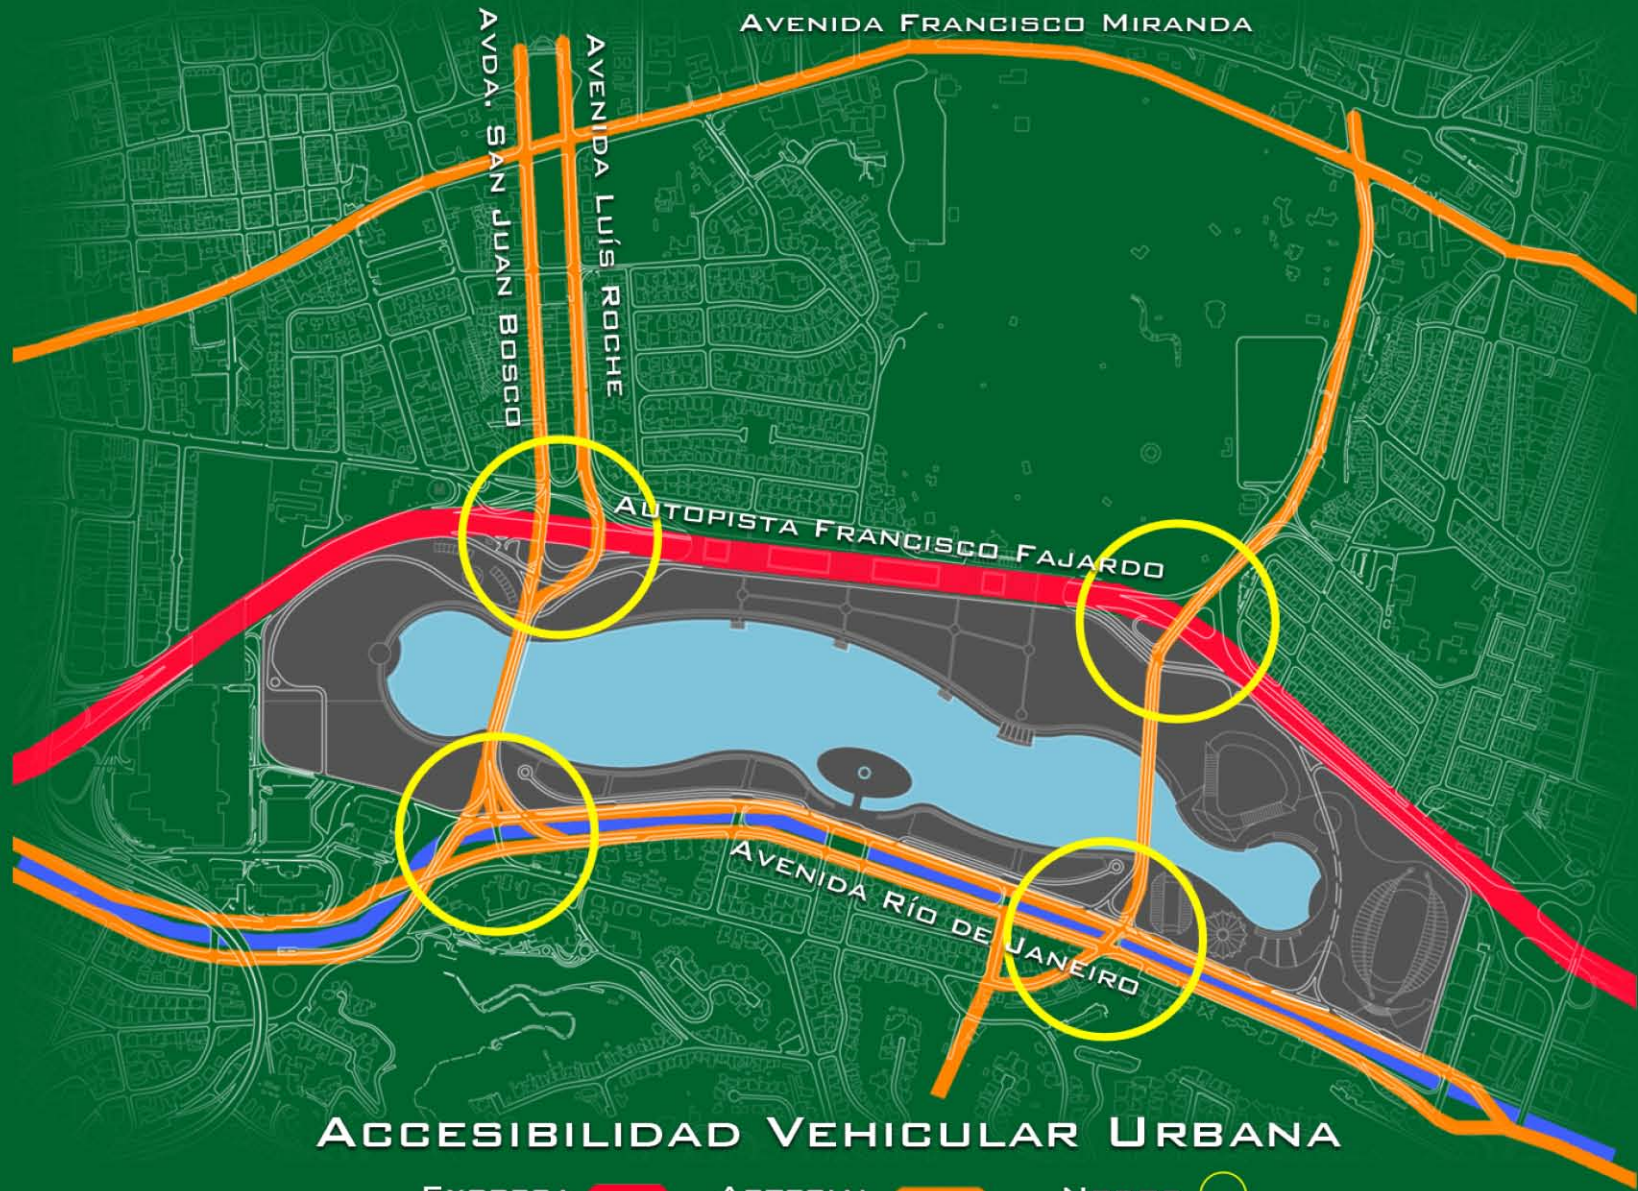 Avenida Francisco Miranda
Avda. San Juan Bosco
Avenida Luís Roche
Autopista Francisco Fajardo
Avenida Río de Janeiro
Accesibilidad Vehicular Urbana